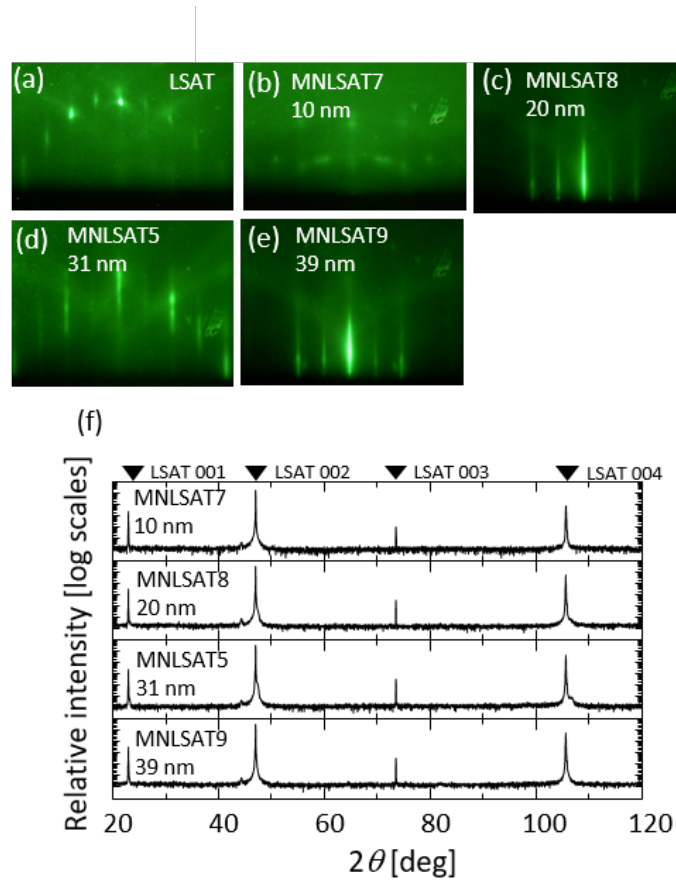 (a) LSAT
(b) MNLSAT7
10 nm
(c) MNLSAT8
20 nm
(d) MNLSAT5
31 nm
(e) MNLSAT9
39 nm
(f)
LSAT 001 LSAT 002 LSAT 003 LSAT 004
MNLSAT7
10 nm
MNLSAT8
20 nm
MNLSAT5
31 nm
MNLSAT9
39 nm
Relative intensity [log scales]
20 40 60 80 100 120
2θ [deg]